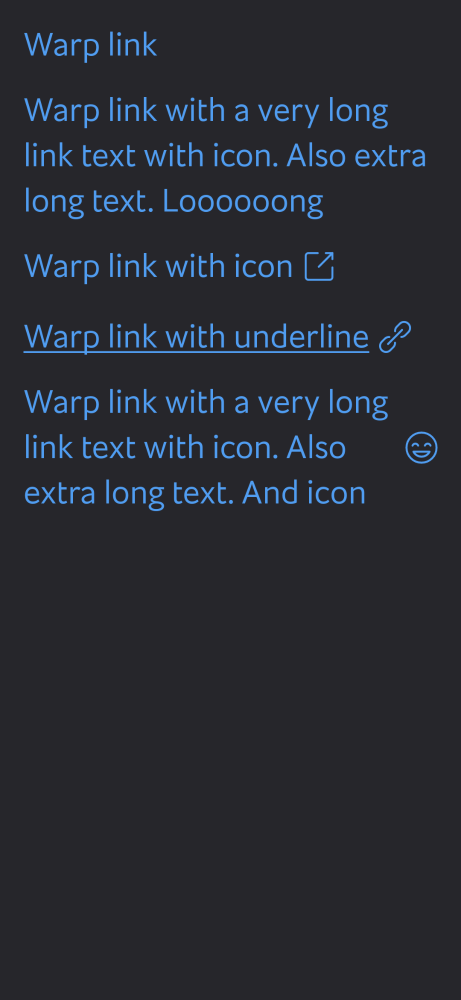 Warp link
Warp link with a very long
link text with icon. Also extra
long text. Loooooong
Warp link with icon
Warp link with underline
Warp link with a very long
link text with icon. Also
extra long text. And icon